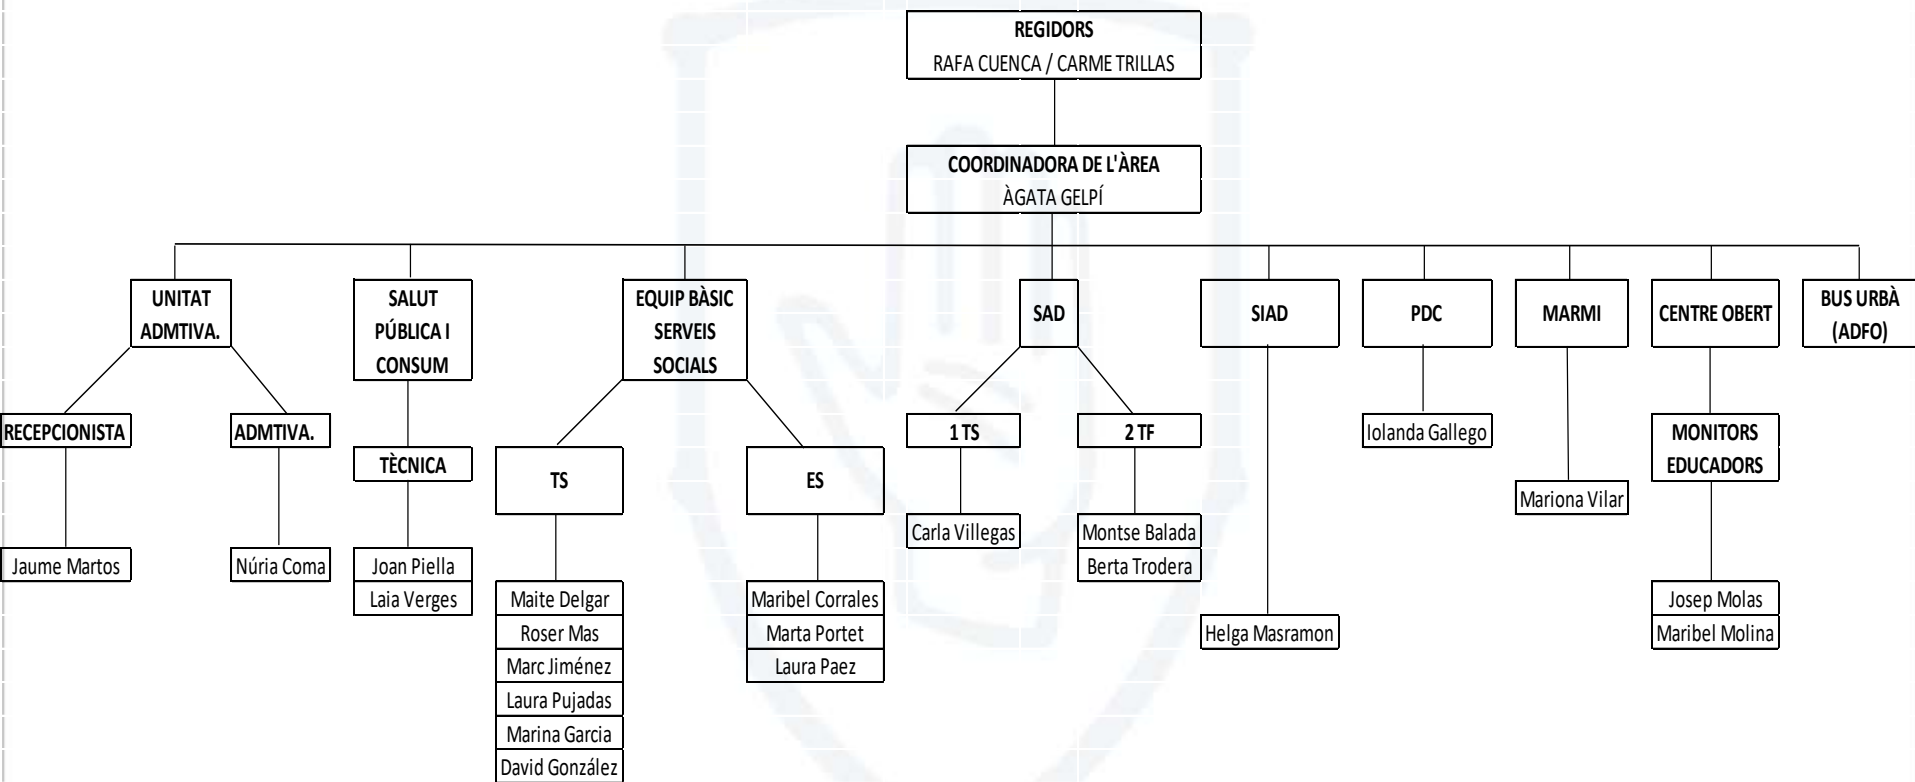 REGIDORS
RAFA CUENCA / CARME TRILLAS
COORDINADORA DE L'ÀREA
ÀGATA GELPÍ
UNITAT
ADMTIVA.
SALUT
PÚBLICA I
CONSUM
EQUIP BÀSIC
SERVEIS
SOCIALS
SAD
SIAD
PDC
MARMI
CENTRE OBERT
BUS URBÀ
(ADFO)
RECEPCIONISTA
ADMTIVA.
TÈCNICA
TS
ES
1 TS
2 TF
Iolanda Gallego
MONITORS
EDUCADORS
Mariona Vilar
Jaume Martos
Núria Coma
Joan Piella
Laia Verges
Maite Delgar
Roser Mas
Marc Jiménez
Laura Pujadas
Marina Garcia
David González
Maribel Corrales
Marta Portet
Laura Paez
Carla Villegas
Montse Balada
Berta Trodera
Helga Masramon
Josep Molas
Maribel Molina